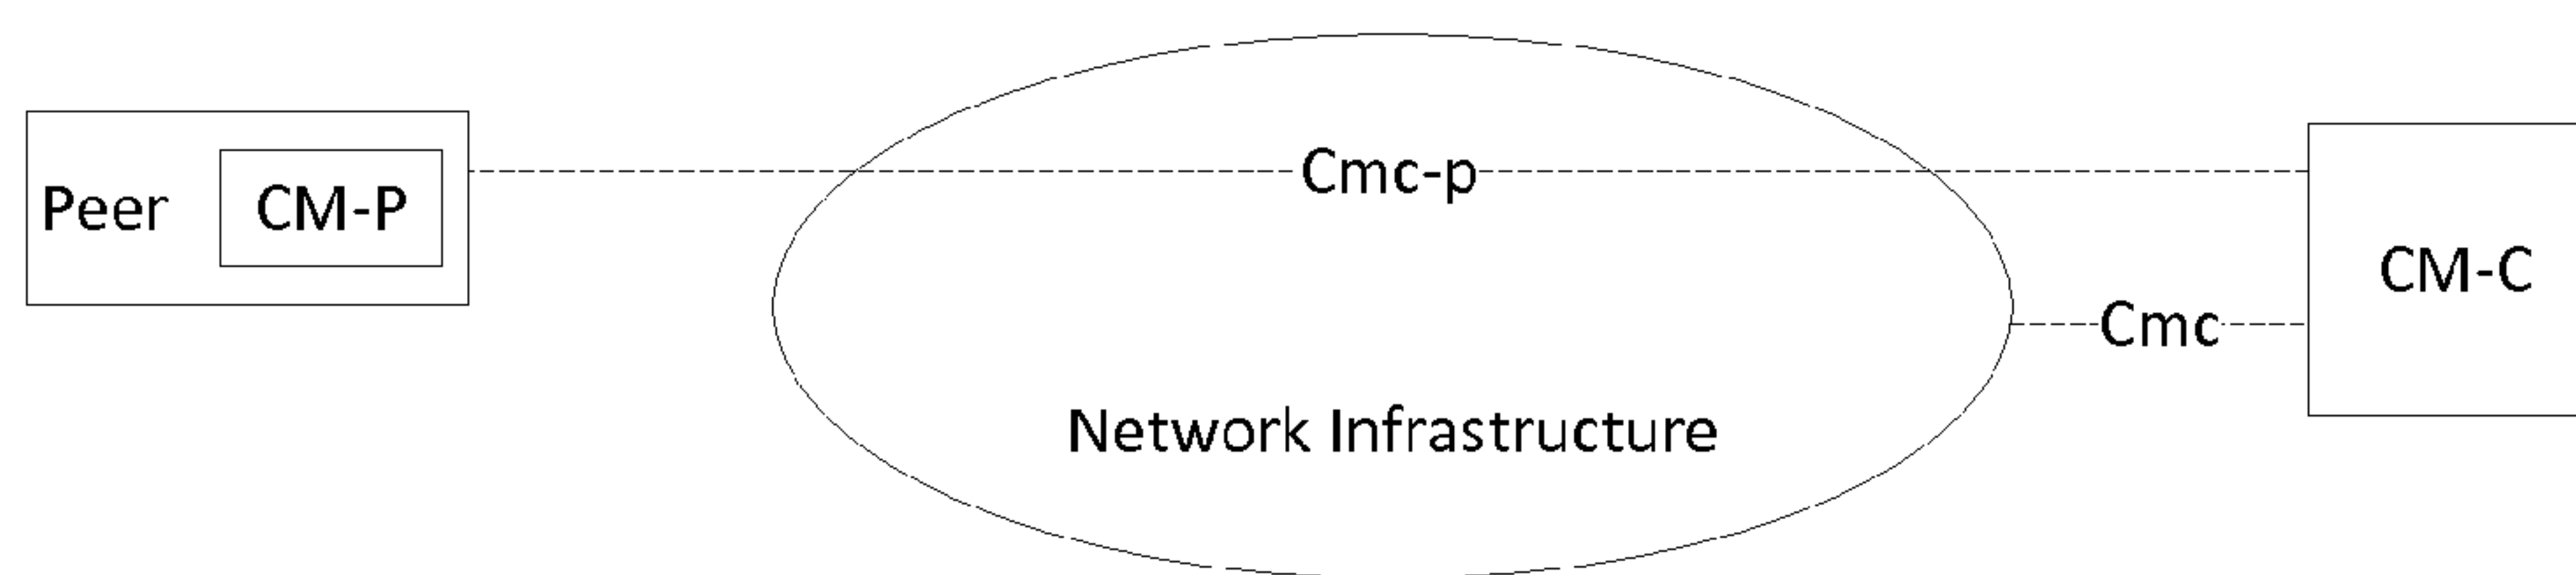 Cmc-p
Peer
CM-P
CM-C
Cmc
Network Infrastructure